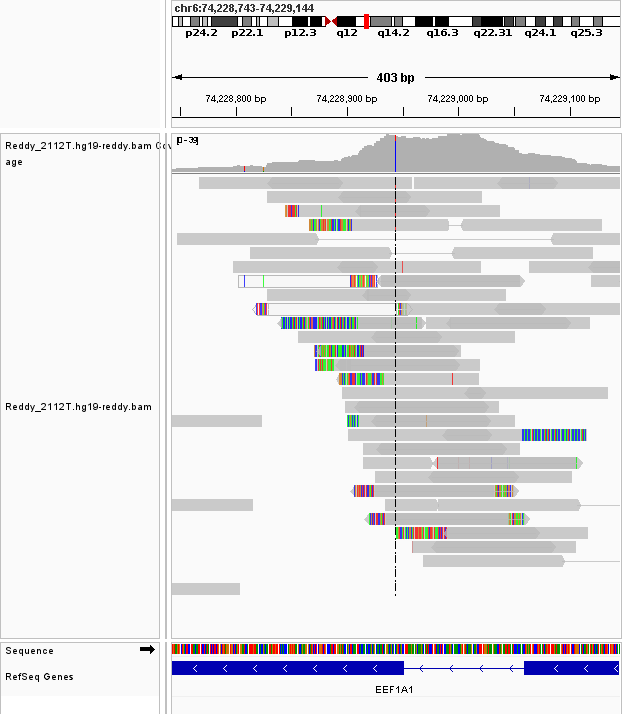 chr6:74,228,743-74,229,144
p24.2 p22.1 p12.3 q12 q14.2 q16.3 q22.31 q24.1 q25.3
403 bp
74,228,800 bp 74,228,900 bp 74,229,000 bp 74,229,100 bp
Reddy_2112T.hg19-reddy.bam Cov
age
[0-39]
Reddy_2112T.hg19-reddy.bam
Sequence
RefSeq Genes
EEF1A1